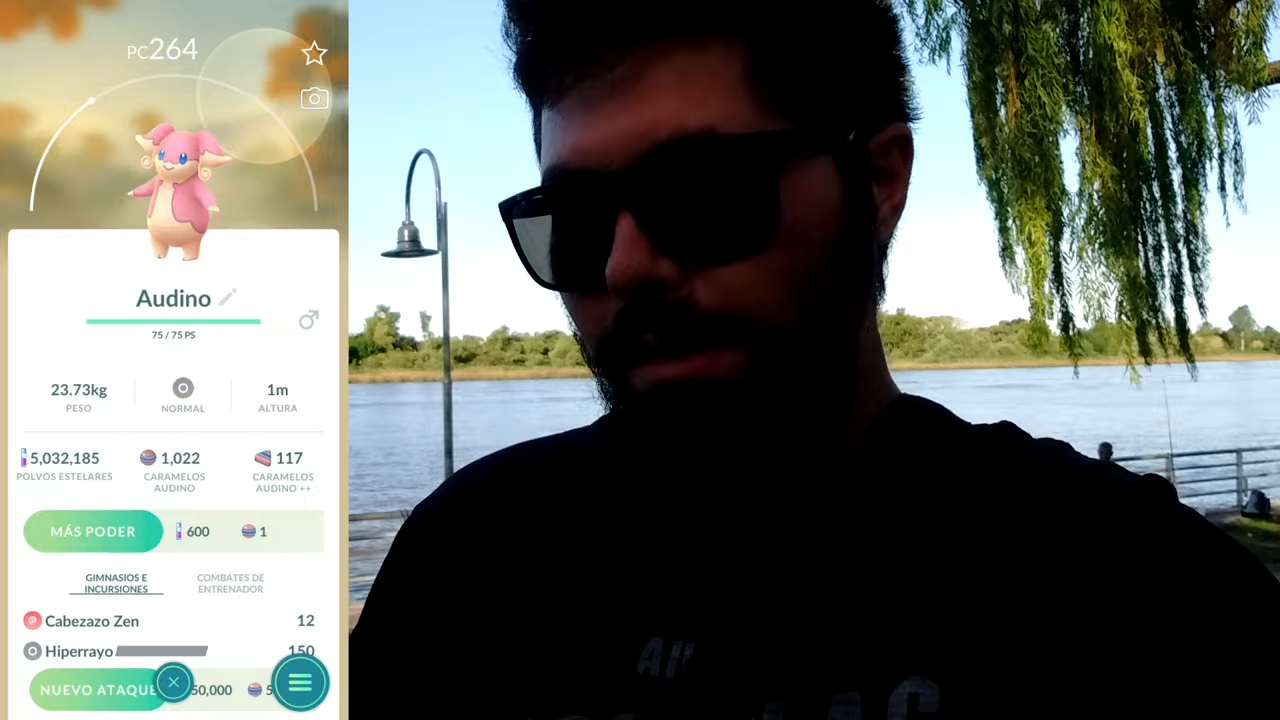 PC264
Audino
75 / 75 PS
23.73kg
PESO
NORMAL
1m
ALTURA
5,032,185
POLVOS ESTELARES
1,022
CARAMELOS
AUDINO
117
CARAMELOS
AUDINO ++
MÁS PODER
600
1
GIMNASIOS E
INCURSIONES
COMBATES DE
ENTRENADOR
Cabezazo Zen
12
Hiperrayo
150
NUEVO ATAQUE